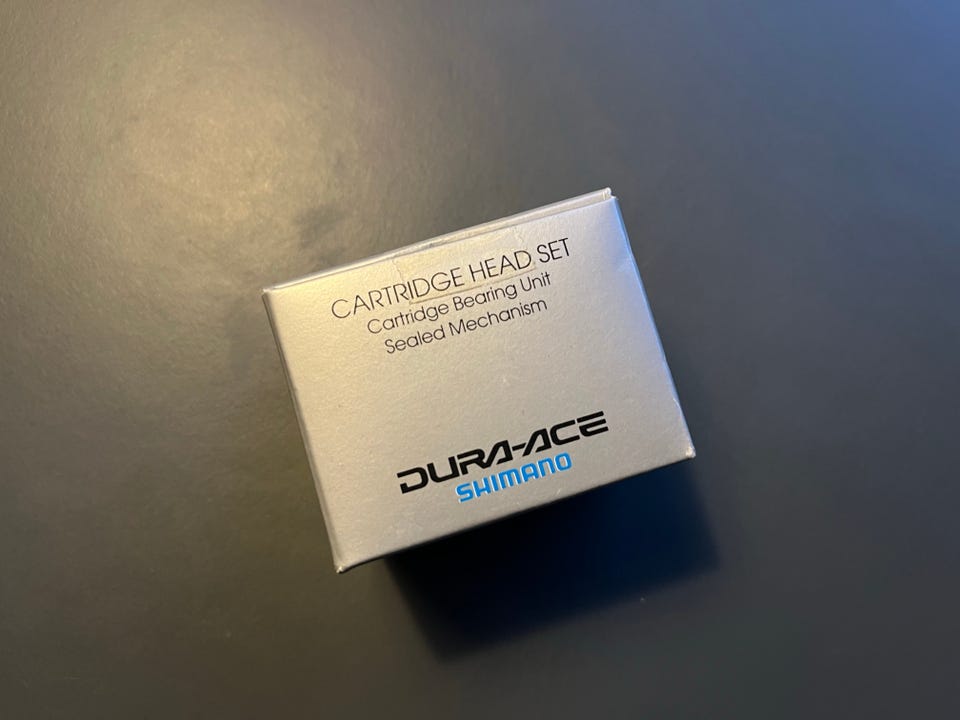 CARTRIDGE HEAD SET
Cartridge Bearing Unit
Sealed Mechanism
DURA-ACE
SHIMANO